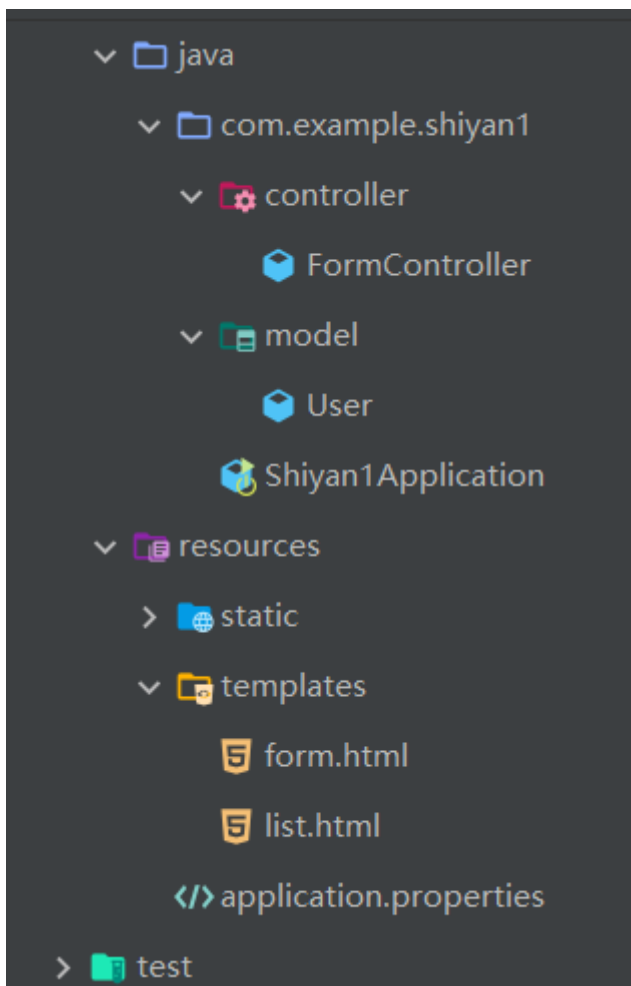 java
com.example.shiyan1
controller
FormController
model
User
Shiyan1Application
resources
static
templates
form.html
list.html
application.properties
test